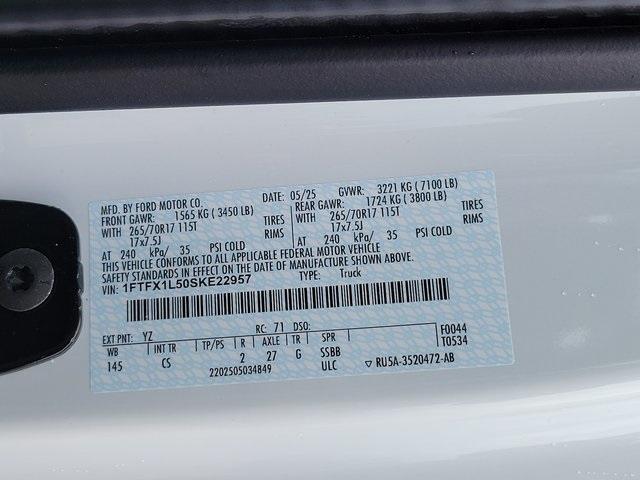 MFD. BY FORD MOTOR CO. DATE: 05/25 GVWR: 3221 KG ( 7100 LB)
FRONT GAWR: 1565 KG ( 3450 LB) REAR GAWR: 1724 KG ( 3800 LB)
WITH 265/70R17 115T TIRES WITH 265/70R17 115T TIRES
17x7.5J RIMS 17x7.5J RIMS
AT 240 kPa/ 35 PSI COLD AT 240 kPa/ 35 PSI COLD
THIS VEHICLE CONFORMS TO ALL APPLICABLE FEDERAL MOTOR VEHICLE
SAFETY STANDARDS IN EFFECT ON THE DATE OF MANUFACTURE SHOWN ABOVE.
VIN: 1FTFX1L50SKE22957 TYPE: Truck
EXT PNT: YZ RC: 71 DSO: F0044
WB INT TR TP/PS R AXLE TR SPR T0534
145 CS 2 27 G SSBB
2202505034849 ULC ▽ RU5A-3520472-AB